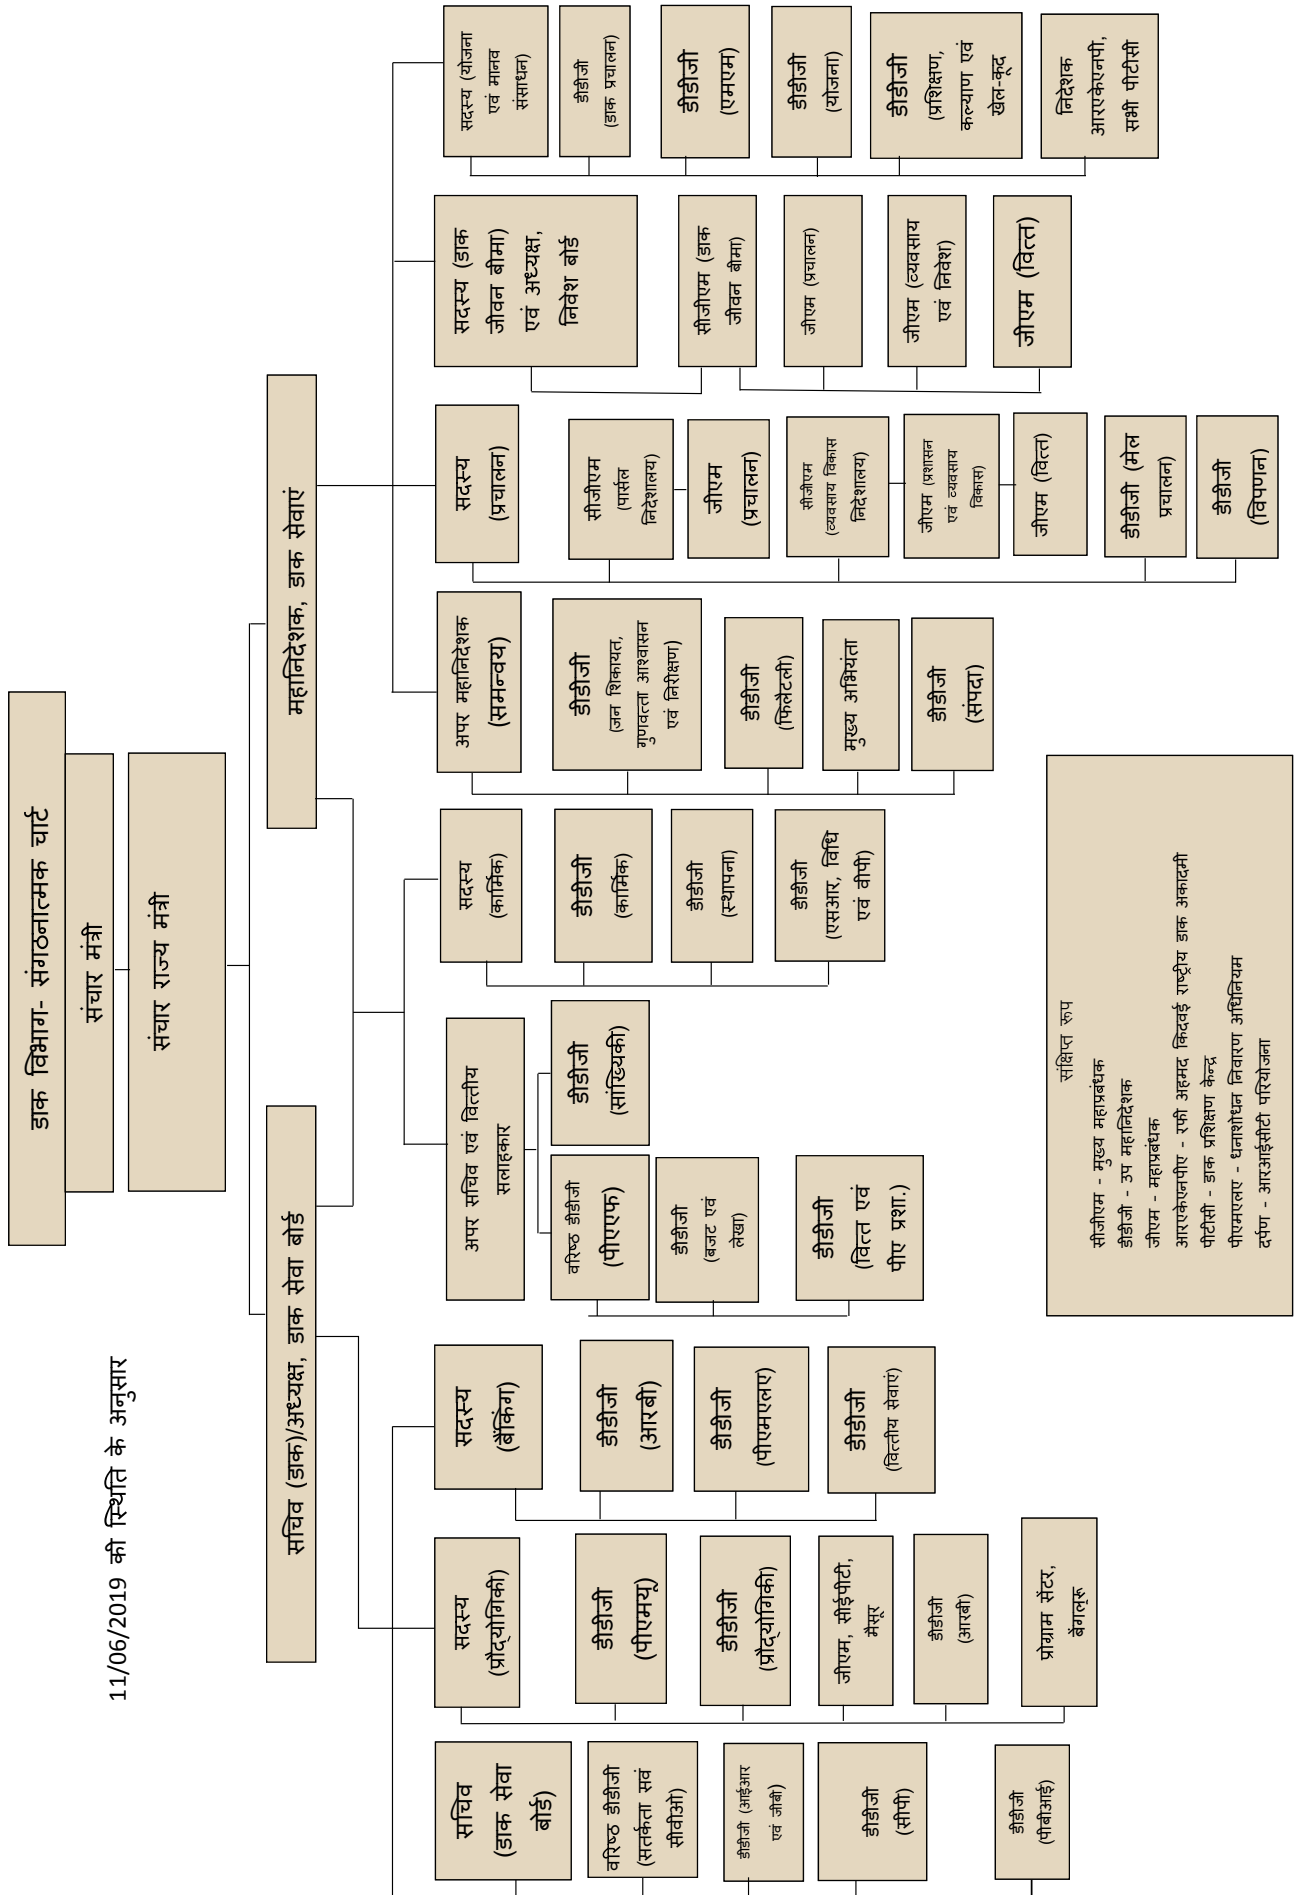 डाक विभाग- संगठनात्मक चार्ट
संचार मंत्री
संचार राज्य मंत्री
11/06/2019 की स्थिति के अनुसार
सचिव (डाक)/अध्यक्ष, डाक सेवा बोर्ड
महानिदेशक, डाक सेवाएं
सचिव
(डाक सेवा
बोर्ड)
वरिष्ठ डीडीजी
(सतर्कता सवं
सीवीओ)
डीडीजी (आईआर
एवं जीबी)
डीडीजी
(सीपी)
डीडीजी
(पीबीआई)
सदस्य
(प्रौद्योगिकी)
डीडीजी
(पीएमयू)
डीडीजी
(प्रौद्योगिकी)
जीएम, सीईपीटी,
मैसूर
डीडीजी
(आरबी)
प्रोग्राम सेंटर,
बेंगलूरू
सदस्य
(बैंकिंग)
डीडीजी
(आरबी)
डीडीजी
(पीएमएलए)
डीडीजी
(वित्तीय सेवाएं)
अपर सचिव एवं वित्तीय
सलाहकार
वरिष्ठ डीडीजी
(पीएएफ)
डीडीजी
(सांख्यिकी)
डीडीजी
(बजट एवं
लेखा)
डीडीजी
(वित्त एवं
पीए प्रशा.)
सदस्य
(कार्मिक)
डीडीजी
(कार्मिक)
डीडीजी
(स्थापना)
डीडीजी
(एसआर, विधि
एवं वीपी)
अपर महानिदेशक
(समन्वय)
डीडीजी
(जन शिकायत,
गुणवत्ता आश्वासन
एवं निरीक्षण)
डीडीजी
(फिलैटली)
मुख्य अभियंता
डीडीजी
(संपदा)
सदस्य
(प्रचालन)
सीजीएम
(पार्सल
निदेशालय)
जीएम
(प्रचालन)
सीजीएम
(व्यवसाय विकास
निदेशालय)
जीएम (प्रशासन
एवं व्यवसाय
विकास)
जीएम (वित्त)
डीडीजी (मेल
प्रचालन)
डीडीजी
(विपणन)
सदस्य (डाक
जीवन बीमा)
एवं अध्यक्ष,
निवेश बोर्ड
सीजीएम (डाक
जीवन बीमा)
जीएम (प्रचालन)
जीएम (व्यवसाय
एवं निवेश)
जीएम (वित्त)
सदस्य (योजना
एवं मानव
संसाधन)
डीडीजी
(डाक प्रचालन)
डीडीजी
(एमएम)
डीडीजी
(योजना)
डीडीजी
(प्रशिक्षण,
कल्याण एवं
खेल-कूद
निदेशक
आरएकेएनपी,
सभी पीटीसी
संक्षिप्त रूप
सीजीएम - मुख्य महाप्रबंधक
डीडीजी - उप महानिदेशक
जीएम - महाप्रबंधक
आरएकेएनपीए - रफी अहमद किदवई राष्ट्रीय डाक अकादमी
पीटीसी - डाक प्रशिक्षण केन्द्र
पीएमएलए - धनाशोधन निवारण अधिनियम
दर्पण - आरआईसीटी परियोजना